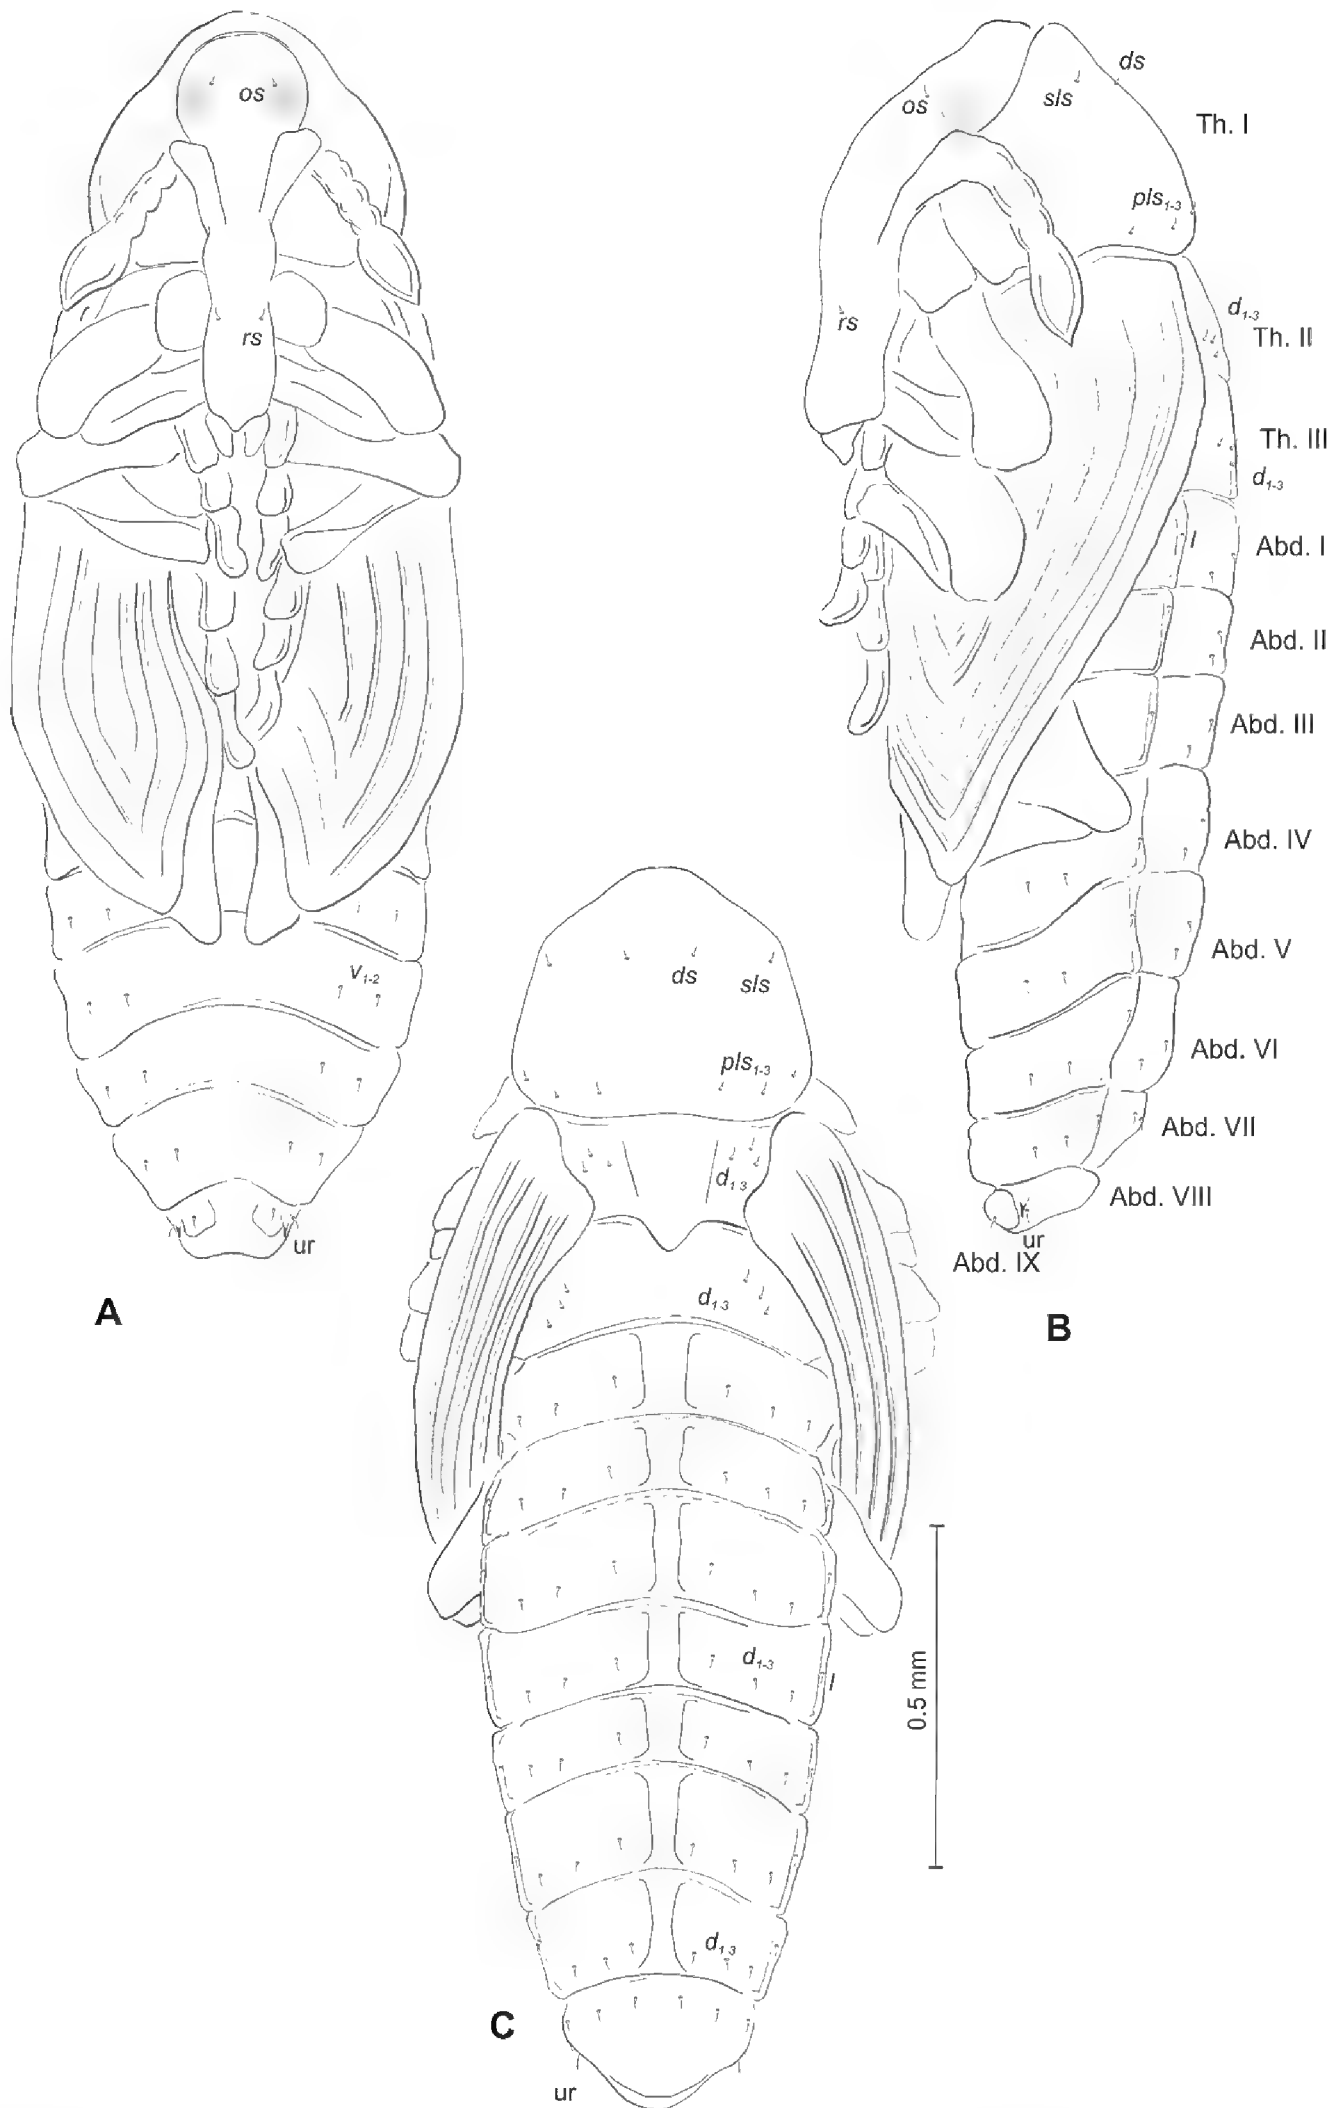 os
rs
v1-2
ur
A
os
sls
ds
Th. I
pls1-3
rs
d1-3
Th. II
Th. III
d1-3
l
Abd. I
Abd. II
Abd. III
Abd. IV
Abd. V
Abd. VI
Abd. VII
Abd. VIII
ur
Abd. IX
B
ds
sls
pls1-3
d1-3
d1-3
d1-3
l
0.5 mm
d1-3
C
ur